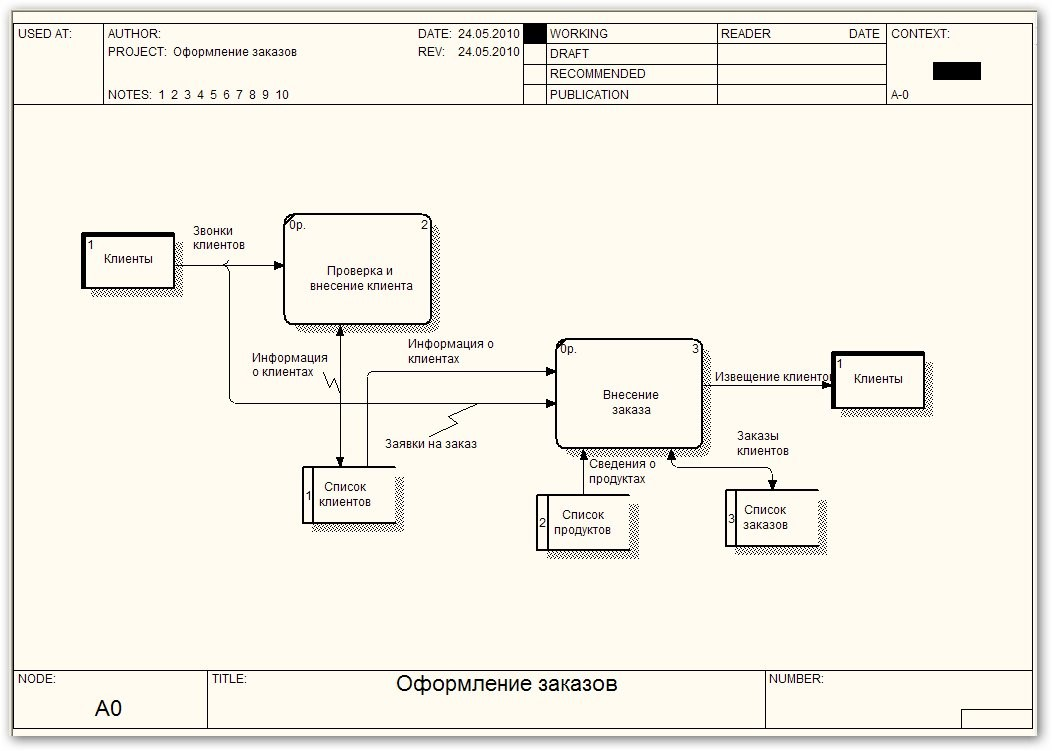 USED AT:
AUTHOR:
DATE: 24.05.2010
PROJECT: Оформление заказов
REV: 24.05.2010
NOTES: 1 2 3 4 5 6 7 8 9 10
WORKING
DRAFT
RECOMMENDED
PUBLICATION
READER DATE
CONTEXT:
A-0
1
Клиенты
Звонки
клиентов
0р. 2
Проверка и
внесение клиента
Информация
о клиентах
Информация о
клиентах
Заявки на заказ
0р. 3
Внесение
заказа
Извещение клиентов
1
Клиенты
Сведения о
продуктах
Заказы
клиентов
1
Список
клиентов
2
Список
продуктов
3
Список
заказов
NODE:
A0
TITLE:
Оформление заказов
NUMBER: